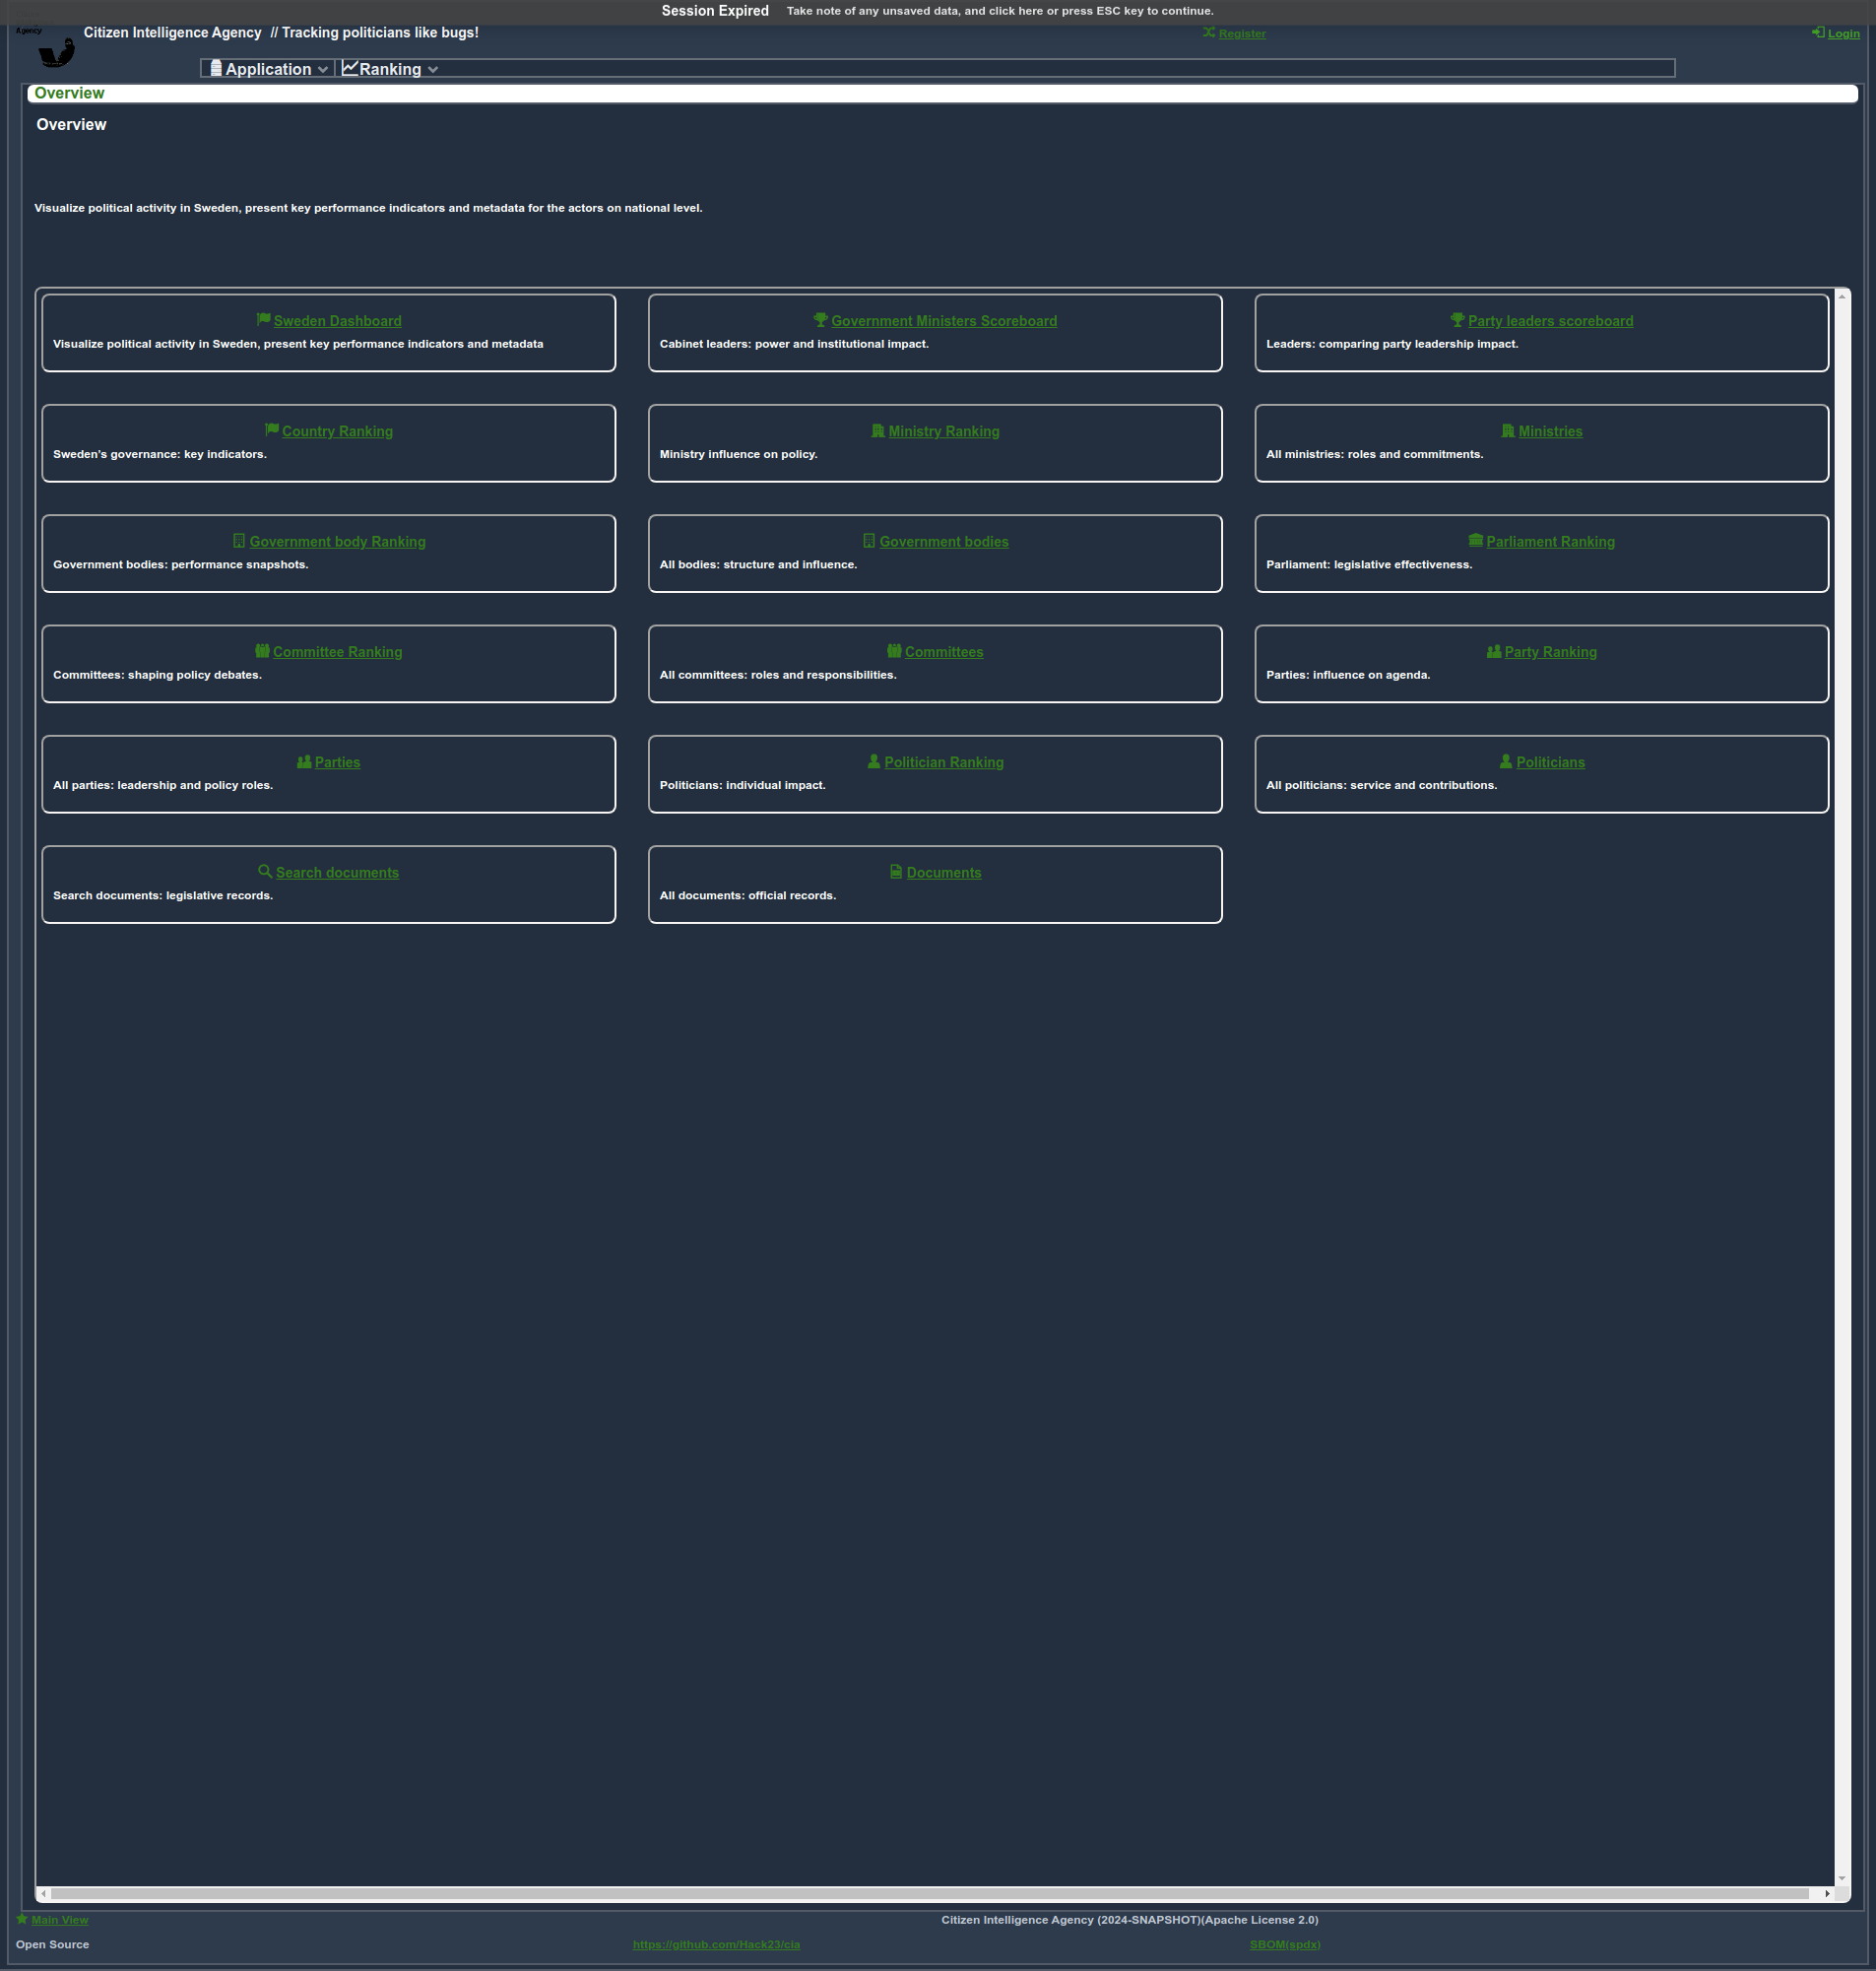 Session Expired Take note of any unsaved data, and click here or press ESC key to continue.
Agency
Citizen Intelligence Agency // Tracking politicians like bugs!
Register
Login
Application
Ranking
Overview
Overview
Visualize political activity in Sweden, present key performance indicators and metadata for the actors on national level.
Sweden Dashboard
Visualize political activity in Sweden, present key performance indicators and metadata
Government Ministers Scoreboard
Cabinet leaders: power and institutional impact.
Party leaders scoreboard
Leaders: comparing party leadership impact.
Country Ranking
Sweden's governance: key indicators.
Ministry Ranking
Ministry influence on policy.
Ministries
All ministries: roles and commitments.
Government body Ranking
Government bodies: performance snapshots.
Government bodies
All bodies: structure and influence.
Parliament Ranking
Parliament: legislative effectiveness.
Committee Ranking
Committees: shaping policy debates.
Committees
All committees: roles and responsibilities.
Party Ranking
Parties: influence on agenda.
Parties
All parties: leadership and policy roles.
Politician Ranking
Politicians: individual impact.
Politicians
All politicians: service and contributions.
Search documents
Search documents: legislative records.
Documents
All documents: official records.
Main View
Citizen Intelligence Agency (2024-SNAPSHOT)(Apache License 2.0)
Open Source
https://github.com/Hack23/cia
SBOM(spdx)